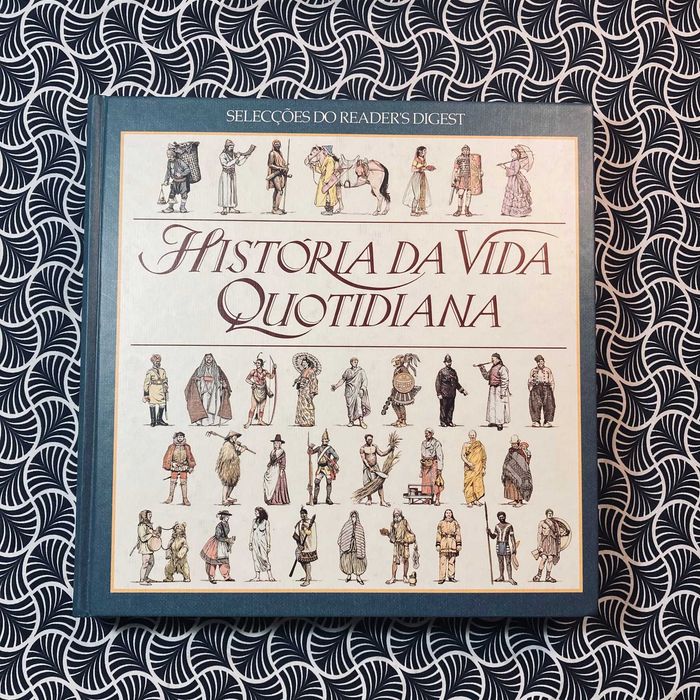 SELECÇÕES DO READER'S DIGEST
HISTÓRIA DA VIDA
QUOTIDIANA